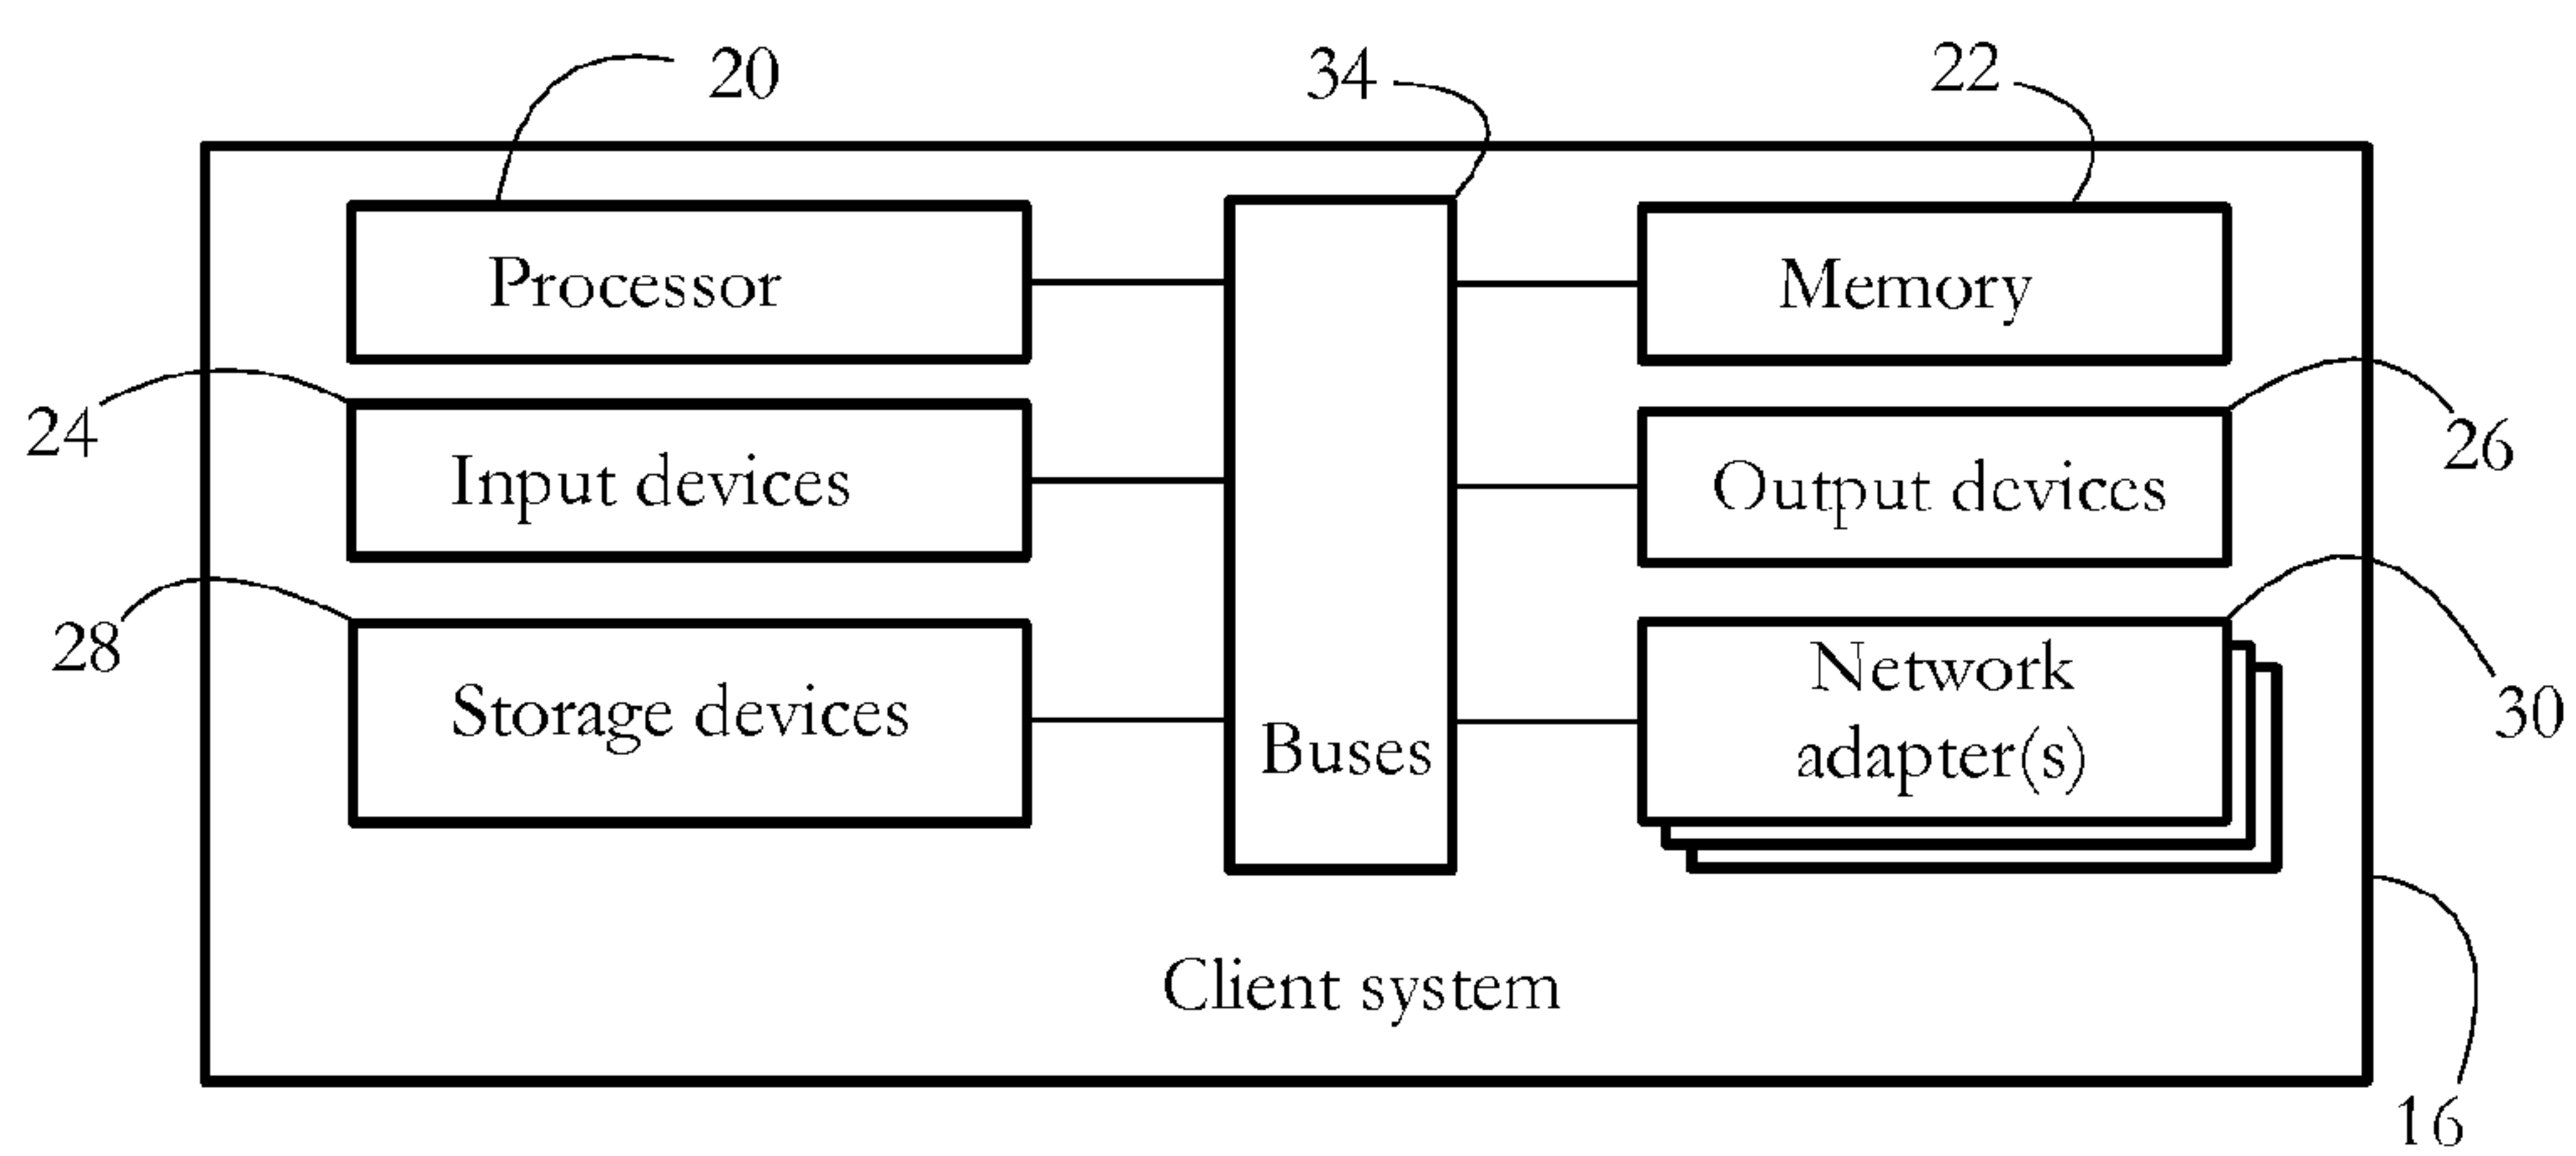 20
34
22
Processor
Memory
24
Input devices
Output devices
26
28
Storage devices
Buses
Network
adapter(s)
30
Client system
16